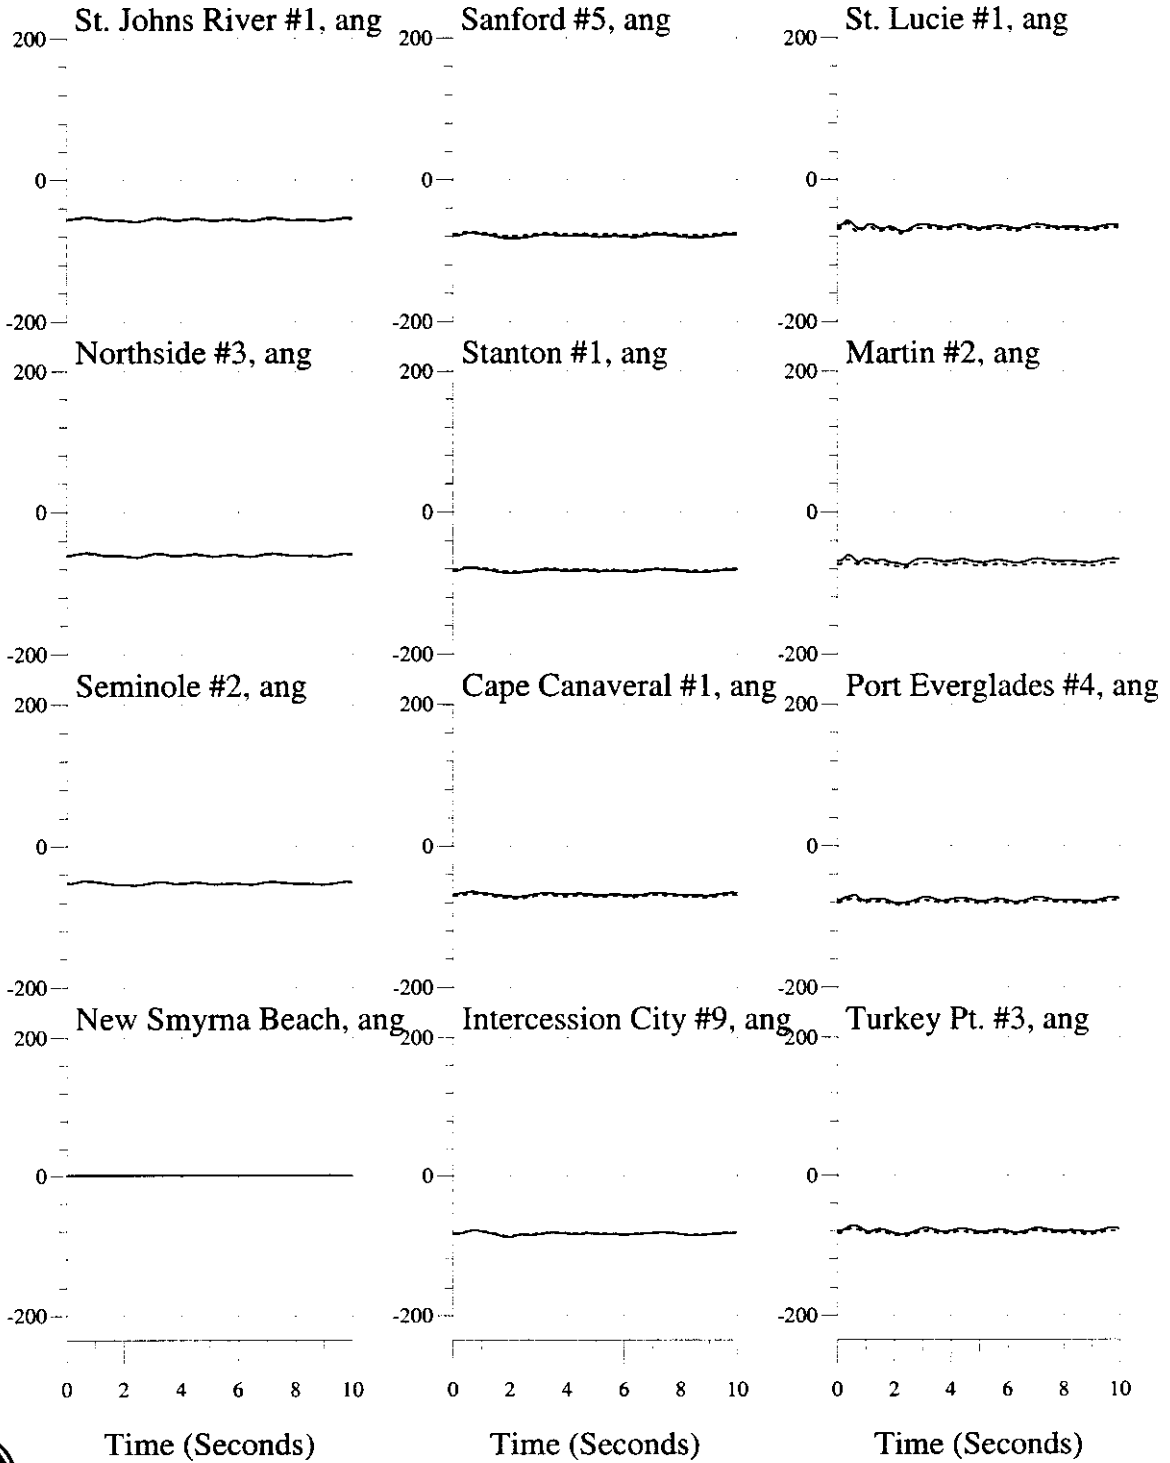 St. Johns River #1, ang Sanford #5, ang St. Lucie #1, ang
200 200 200
0 0 0
-200 -200 -200
Northside #3, ang Stanton #1, ang Martin #2, ang
200 200 200
0 0 0
-200 -200 -200
Seminole #2, ang Cape Canaveral #1, ang Port Everglades #4, ang
200 200 200
0 0 0
-200 -200 -200
New Smyrna Beach, ang Intercession City #9, ang Turkey Pt. #3, ang
200 200 200
0 0 0
-200 -200 -200
0 2 4 6 8 10 0 2 4 6 8 10 0 2 4 6 8 10
Time (Seconds) Time (Seconds) Time (Seconds)